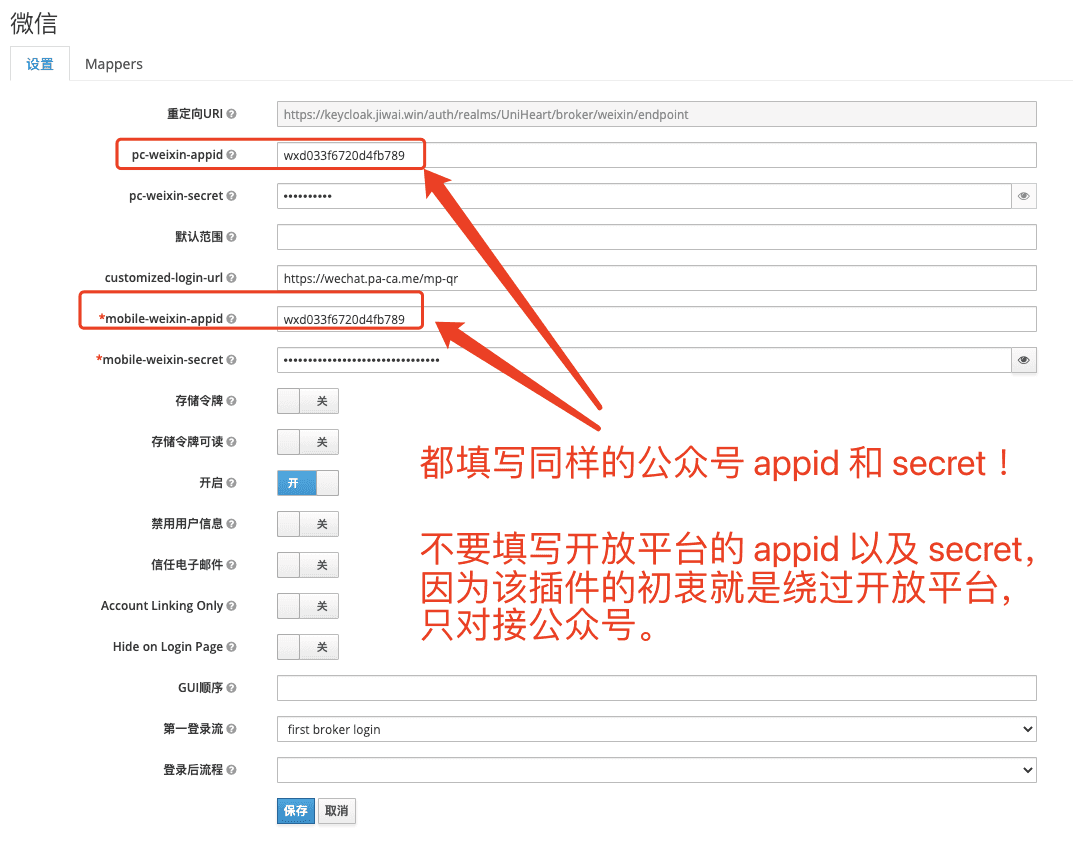 微信
设置 Mappers
重定向URI https://keycloak.jiwai.win/auth/realms/UniHeart/broker/weixin/endpoint
pc-weixin-appid wxd033f6720d4fb789
pc-weixin-secret ••••••••••
默认范围
customized-login-url https://wechat.pa-ca.me/mp-qr
*mobile-weixin-appid wxd033f6720d4fb789
*mobile-weixin-secret ••••••••••••••••••••••••••••••••
存储令牌 关
存储令牌可读 关
都填写同样的公众号 appid 和 secret！
开启 开
禁用用户信息 关
不要填写开放平台的 appid 以及 secret，
信任电子邮件 关
因为该插件的初衷就是绕过开放平台，
Account Linking Only 关
只对接公众号。
Hide on Login Page 关
GUI顺序
第一登录流 first broker login
登录后流程
保存 取消